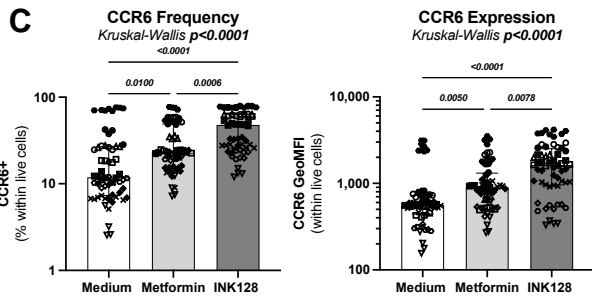 C
CCR6 Frequency
Kruskal-Wallis p<0.0001
<0.0001
0.0100
0.0006
100
10
1
CCR6+
(% within live cells)
Medium
Metformin
INK128
CCR6 Expression
Kruskal-Wallis p<0.0001
<0.0001
0.0050
0.0078
10,000
1,000
100
CCR6 GeoMFI
(within live cells)
Medium
Metformin
INK128